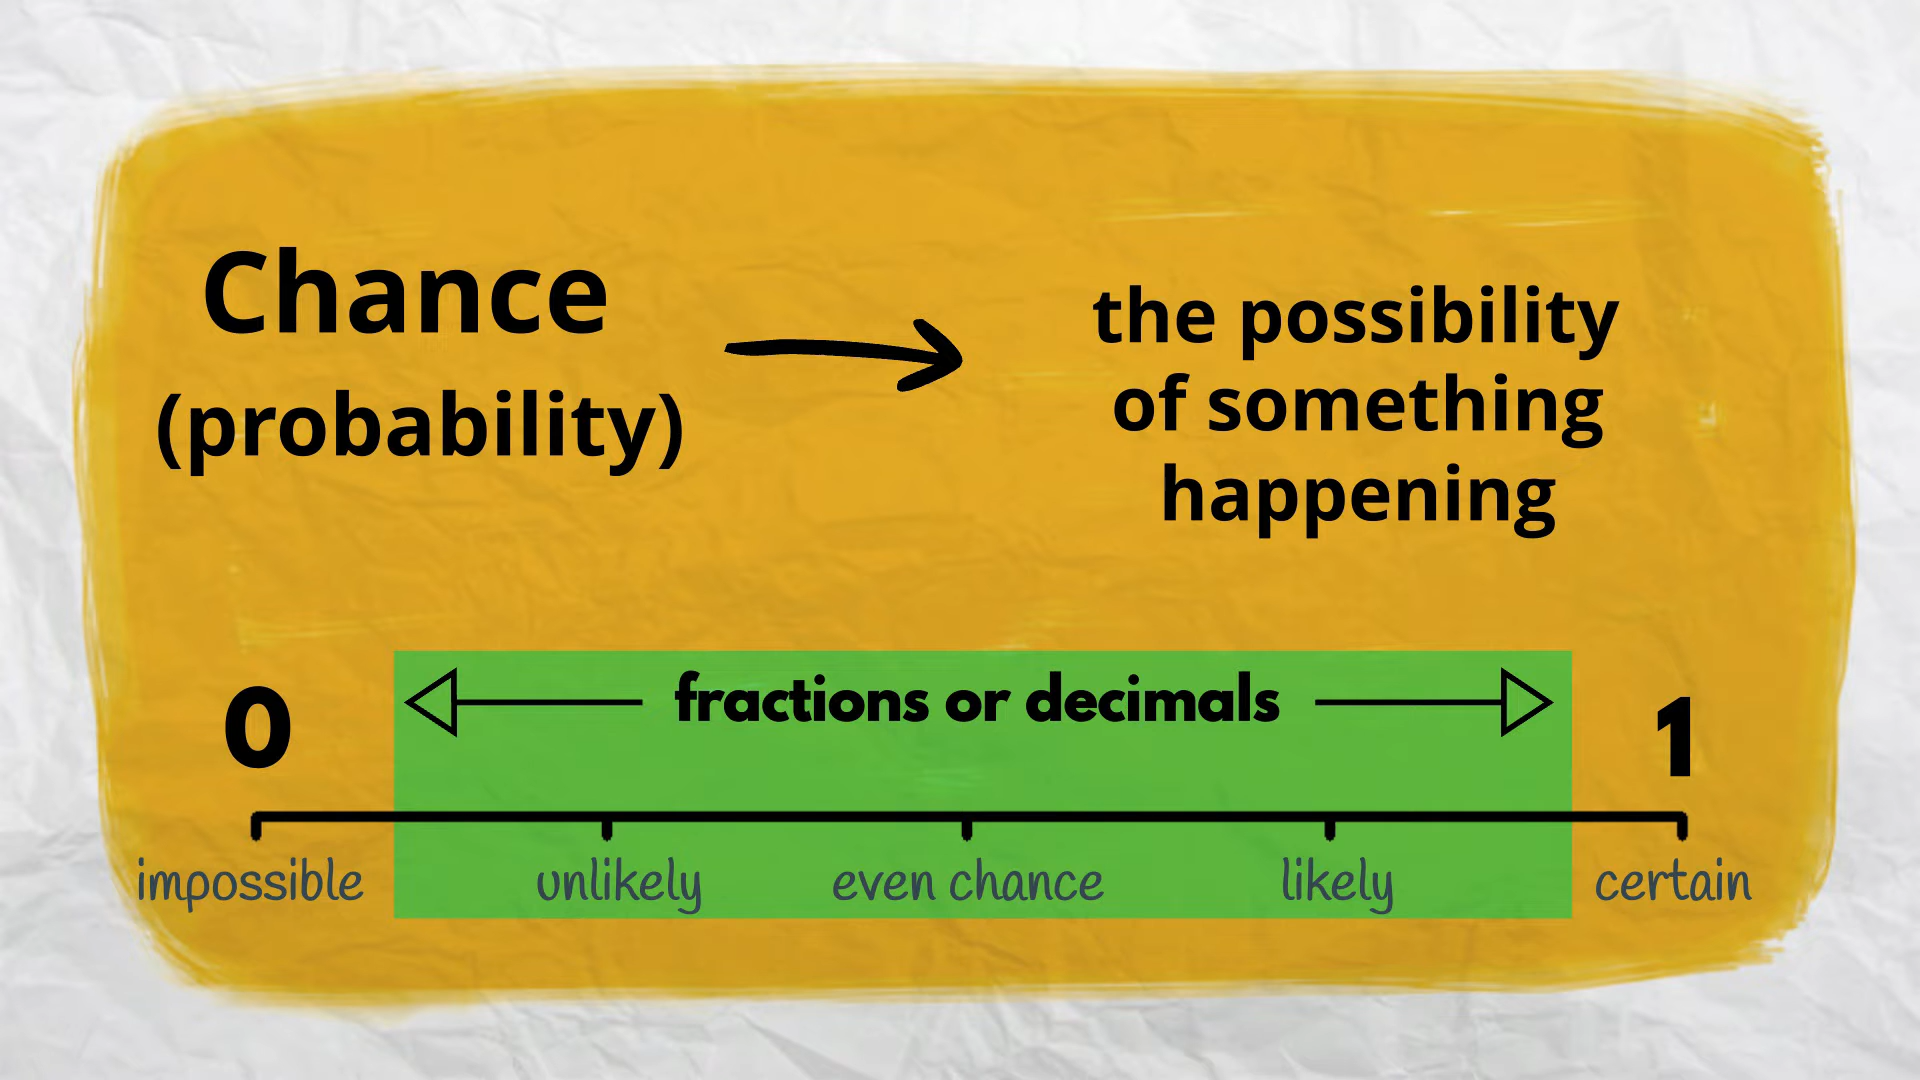 Chance
(probability)
the possibility
of something
happening
fractions or decimals
0
1
impossible
unlikely
even chance
likely
certain